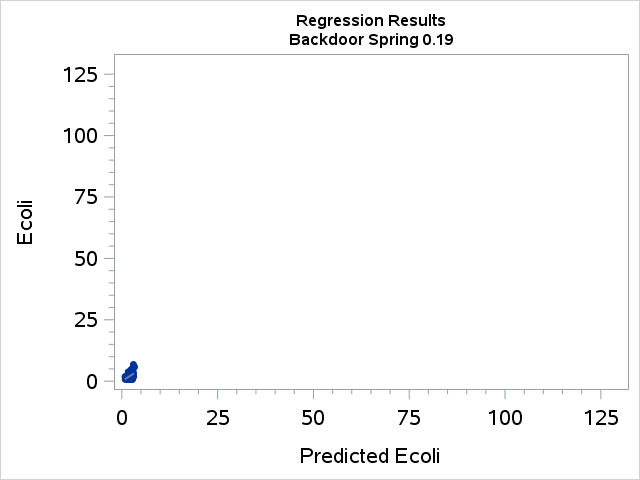 Regression Results
Backdoor Spring 0.19
125
100
75
50
25
0
Ecoli
0 25 50 75 100 125
Predicted Ecoli